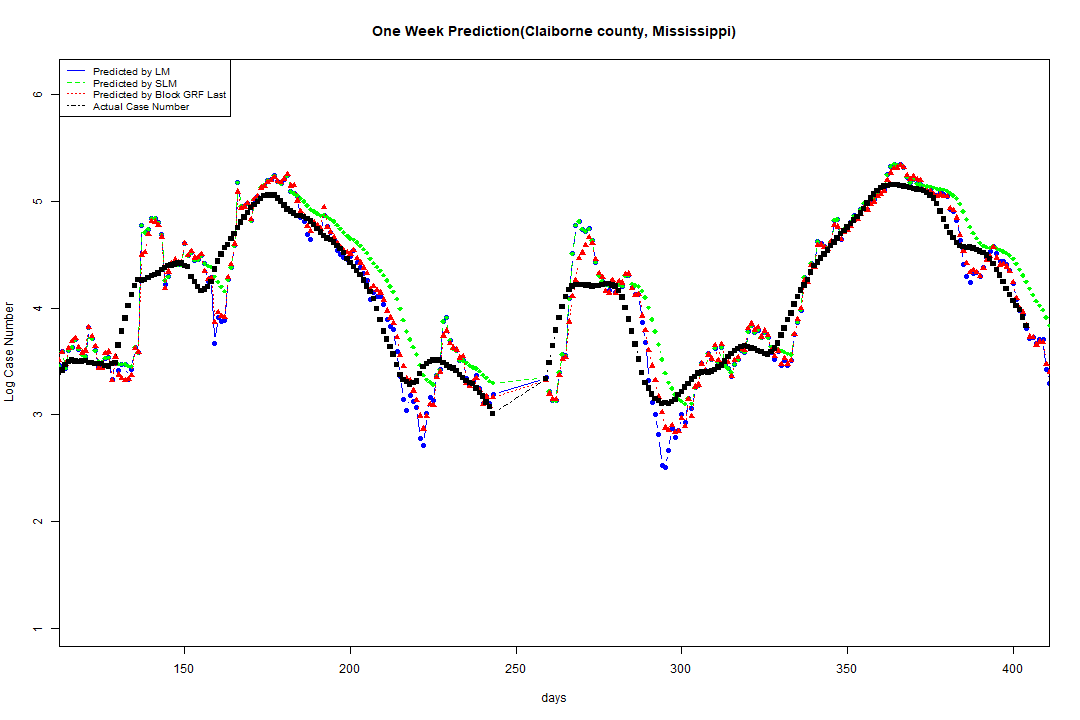 One Week Prediction(Claiborne county, Mississippi)
Predicted by LM
Predicted by SLM
Predicted by Block GRF Last
Actual Case Number
Log Case Number
6
5
4
3
2
1
150 200 250 300 350 400
days